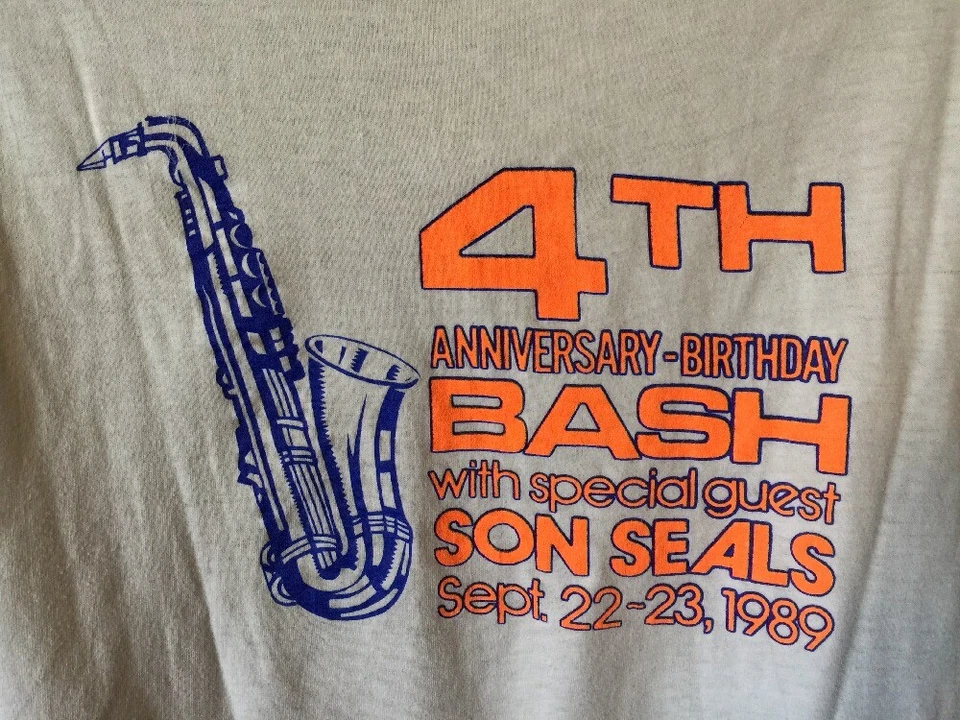 4TH
ANNIVERSARY-BIRTHDAY
BASH
with special guest
SON SEALS
Sept. 22-23, 1989